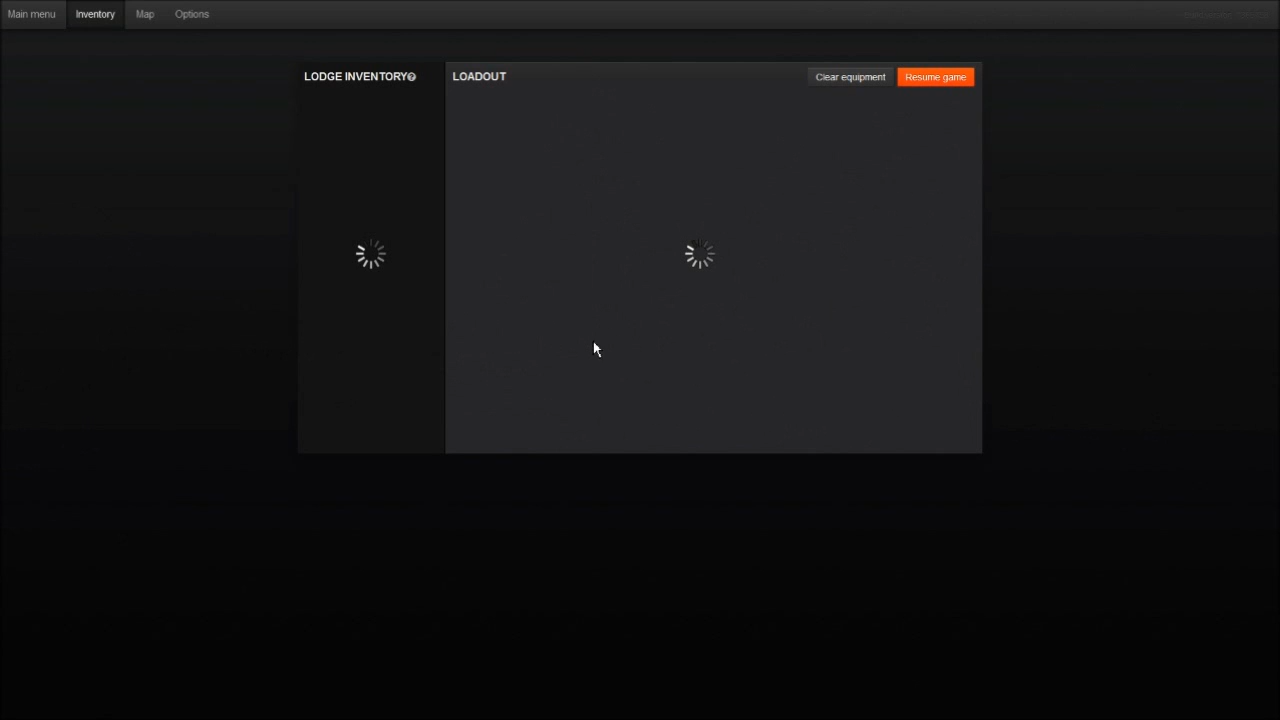 Main menu Inventory Map Options
LODGE INVENTORY?
LOADOUT
Clear equipment Resume game